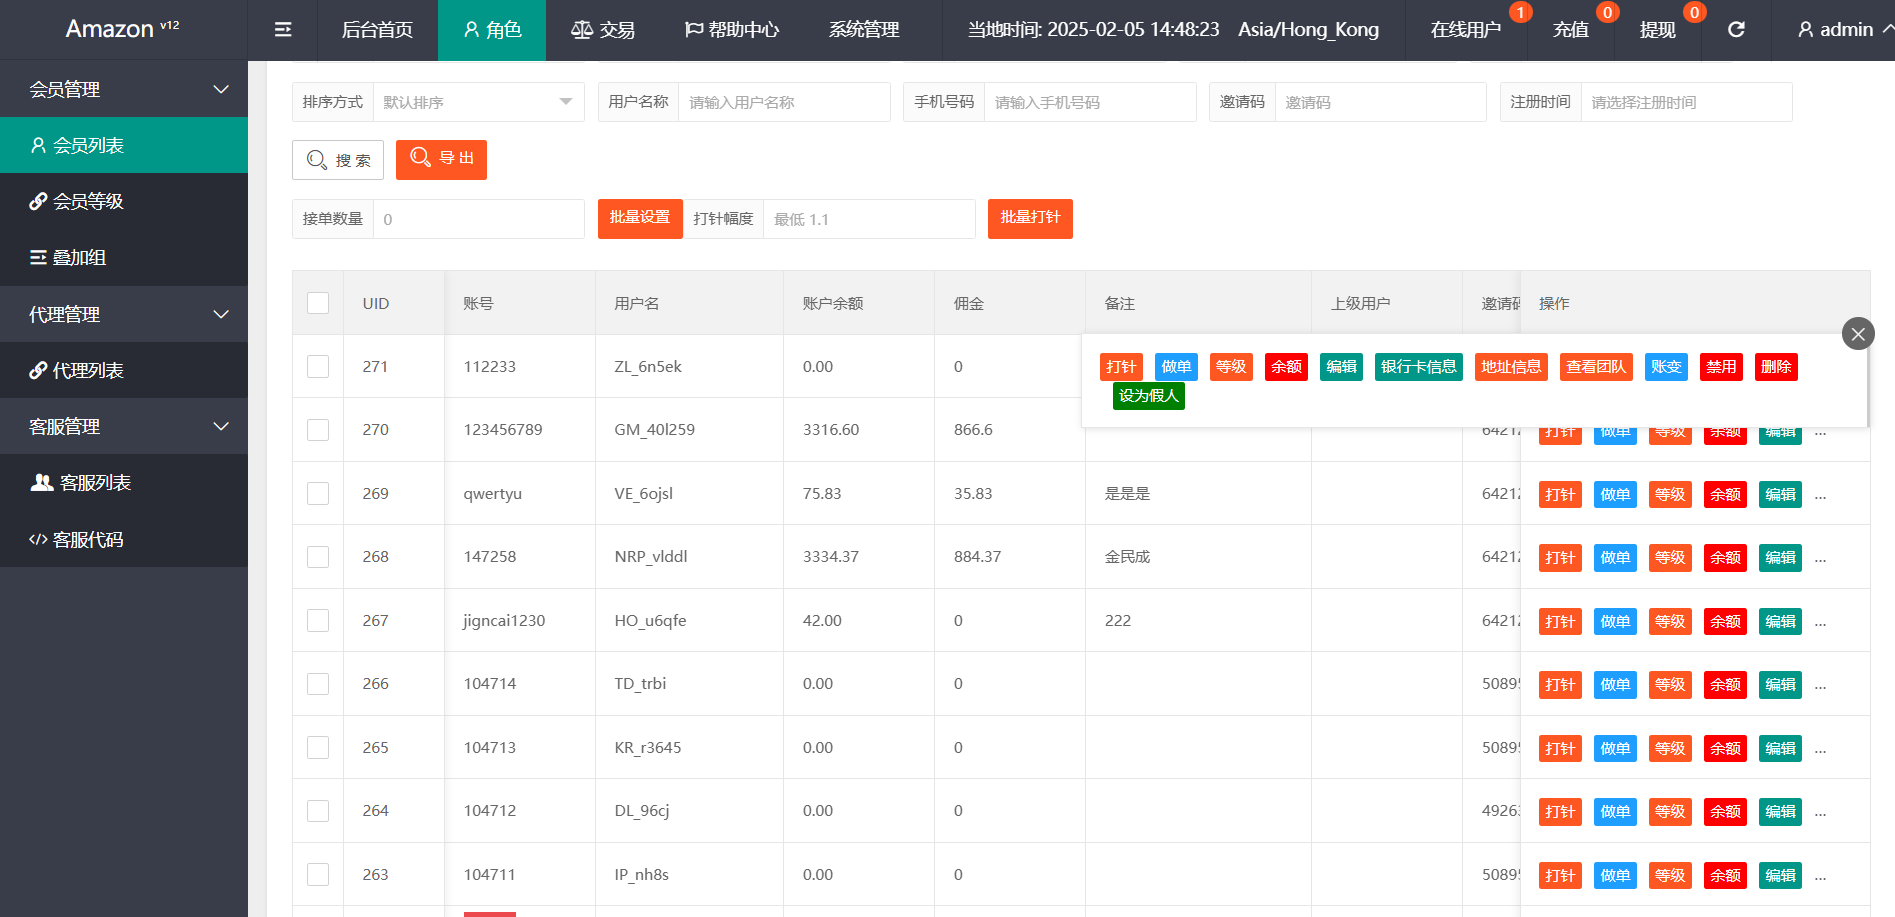 Amazon v12
后台首页 角色 交易 帮助中心 系统管理 当地时间: 2025-02-05 14:48:23 Asia/Hong_Kong 在线用户 1 充值 0 提现 0 admin
会员管理
会员列表
会员等级
叠加组
代理管理
代理列表
客服管理
客服列表
</> 客服代码
排序方式 默认排序 用户名称 请输入用户名称 手机号码 请输入手机号码 邀请码 邀请码 注册时间 请选择注册时间
搜 索 导 出
接单数量 0 批量设置 打针幅度 最低 1.1 批量打针
UID 账号 用户名 账户余额 佣金 备注 上级用户 邀请码 操作
271 112233 ZL_6n5ek 0.00 0 打针 做单 等级 余额 编辑 银行卡信息 地址信息 查看团队 账变 禁用 删除
设为假人
270 123456789 GM_40l259 3316.60 866.6 6421 打针 做单 等级 余额 编辑 ...
269 qwertyu VE_6ojsl 75.83 35.83 是是是 6421 打针 做单 等级 余额 编辑 ...
268 147258 NRP_vlddl 3334.37 884.37 金民成 6421 打针 做单 等级 余额 编辑 ...
267 jigncai1230 HO_u6qfe 42.00 0 222 6421 打针 做单 等级 余额 编辑 ...
266 104714 TD_trbi 0.00 0 5089 打针 做单 等级 余额 编辑 ...
265 104713 KR_r3645 0.00 0 5089 打针 做单 等级 余额 编辑 ...
264 104712 DL_96cj 0.00 0 4926 打针 做单 等级 余额 编辑 ...
263 104711 IP_nh8s 0.00 0 5089 打针 做单 等级 余额 编辑 ...